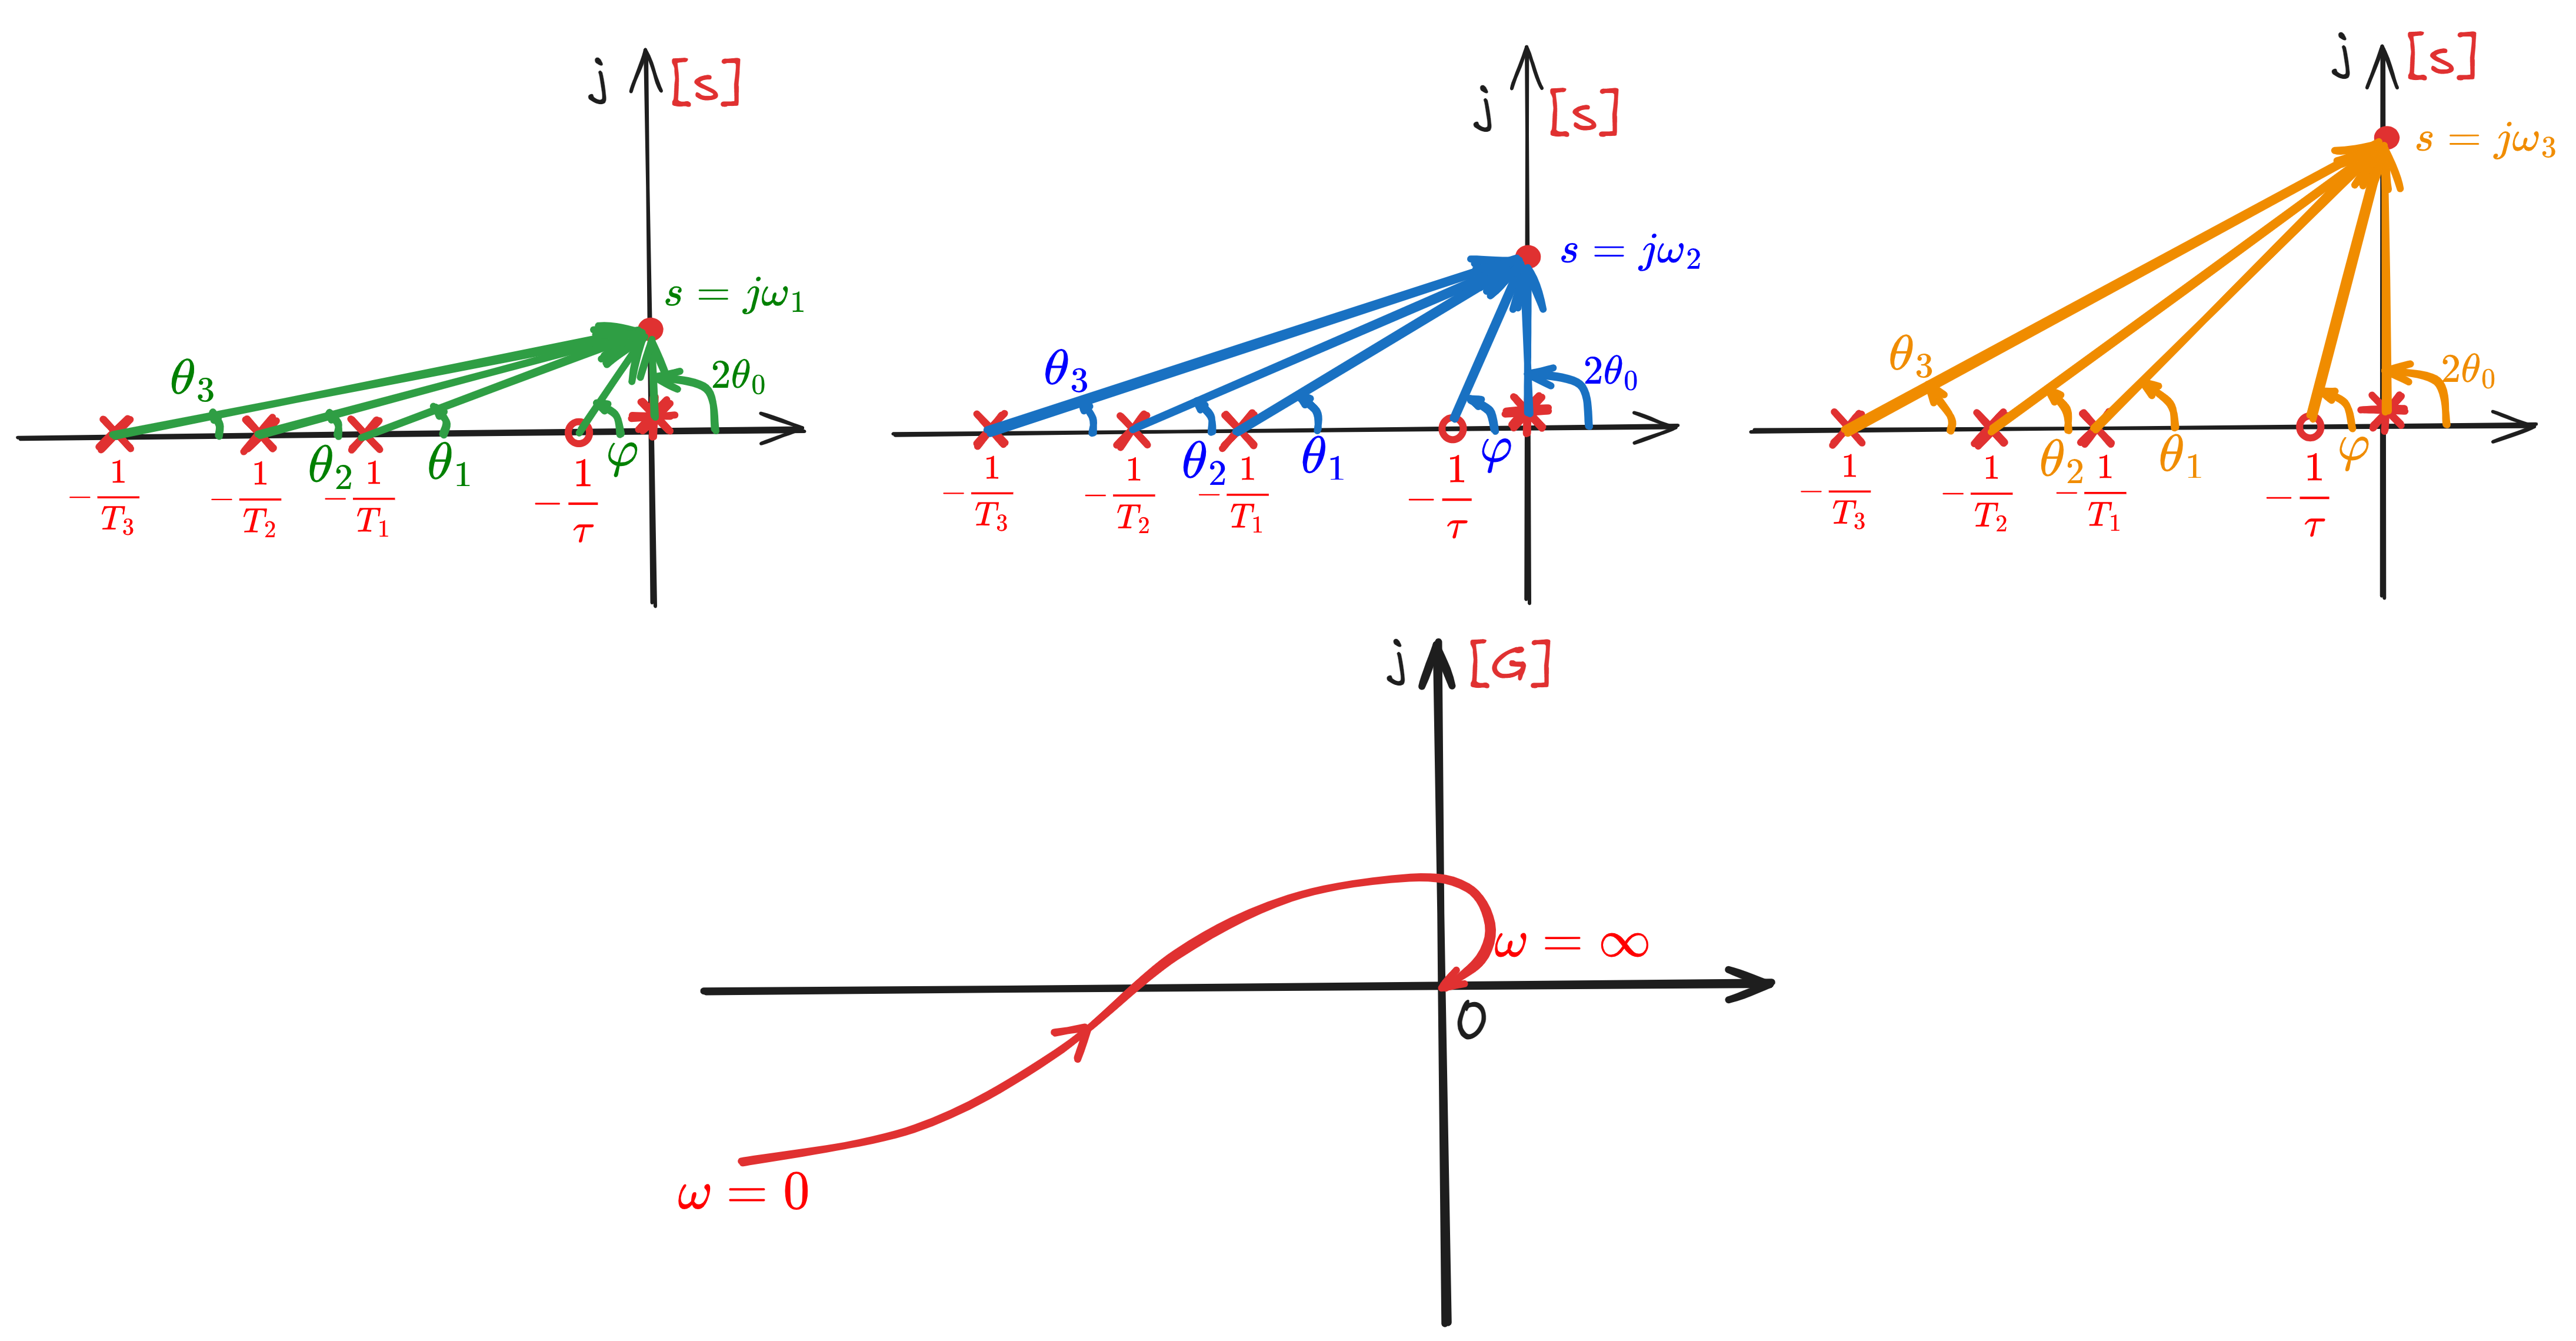 j [s]
s = jω₁
θ₃
2θ₀
θ₂
θ₁
φ
-1/T₃
-1/T₂
-1/T₁
-1/τ
j [s]
s = jω₂
θ₃
2θ₀
θ₂
θ₁
φ
-1/T₃
-1/T₂
-1/T₁
-1/τ
j [s]
s = jω₃
θ₃
2θ₀
θ₂
θ₁
φ
-1/T₃
-1/T₂
-1/T₁
-1/τ
j [G]
ω = ∞
0
ω = 0